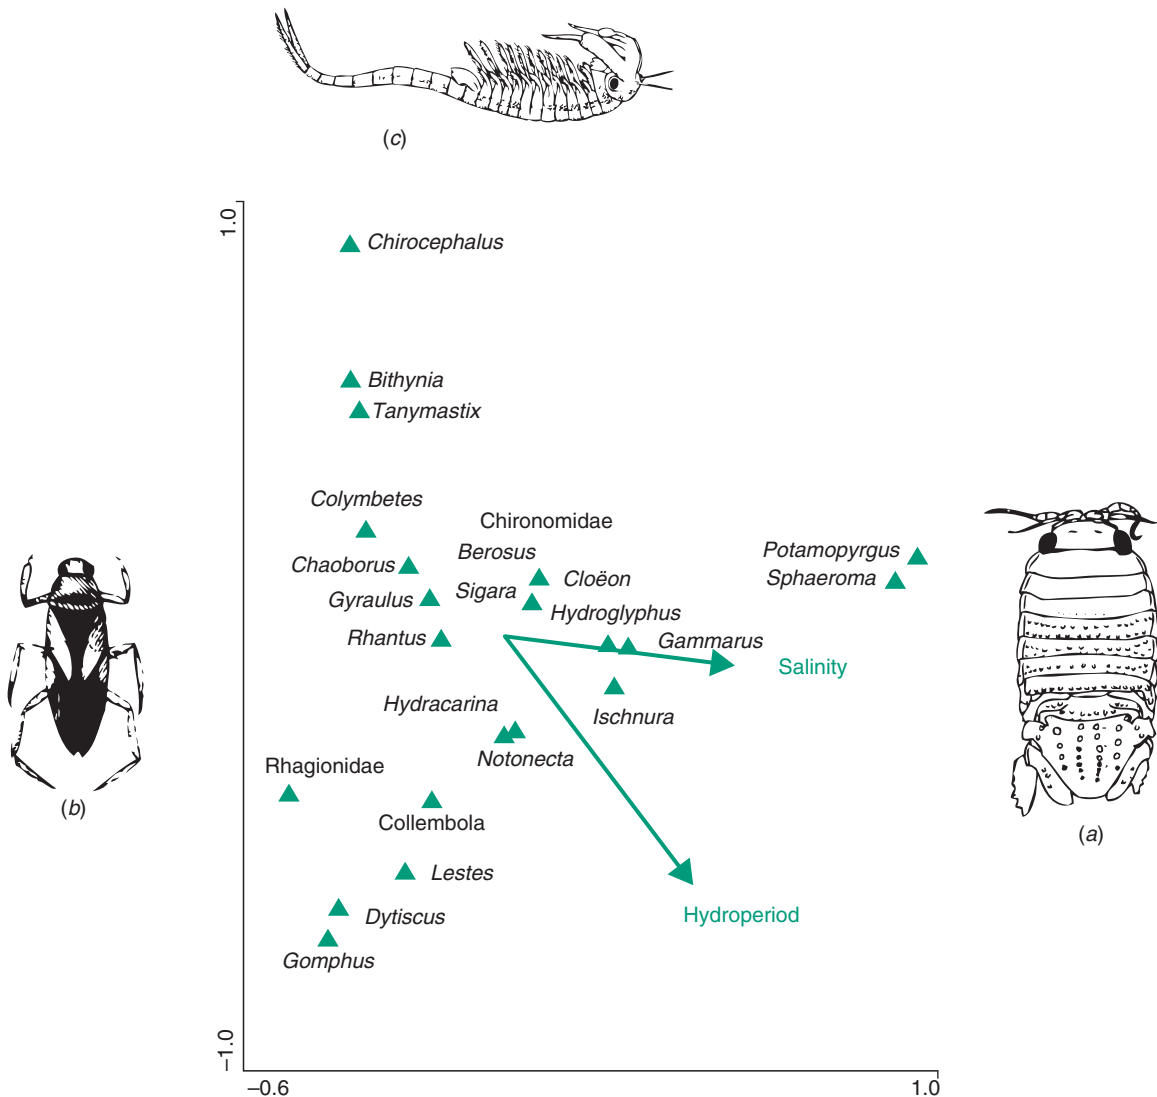 (c)
1.0
Chirocephalus
Bithynia
Tanymastix
Colymbetes
Chironomidae
Berosus
Potamopyrgus
Chaoborus
Cloëon
Sphaeroma
Sigara
Gyraulus
Hydroglyphus
Rhantus
Gammarus
Salinity
Hydracarina
Ischnura
Notonecta
Rhagionidae
(b)
Collembola
(a)
Lestes
Dytiscus
Hydroperiod
Gomphus
–1.0
–0.6
1.0